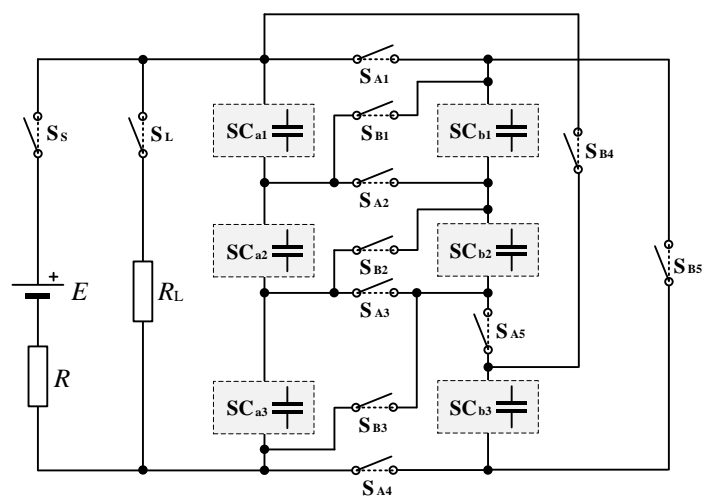 S_A1
S_S
S_L
SC_a1
S_B1
SC_b1
S_B4
S_A2
SC_a2
S_B2
SC_b2
S_B5
+
E
R_L
S_A3
S_A5
R
SC_a3
S_B3
SC_b3
S_A4